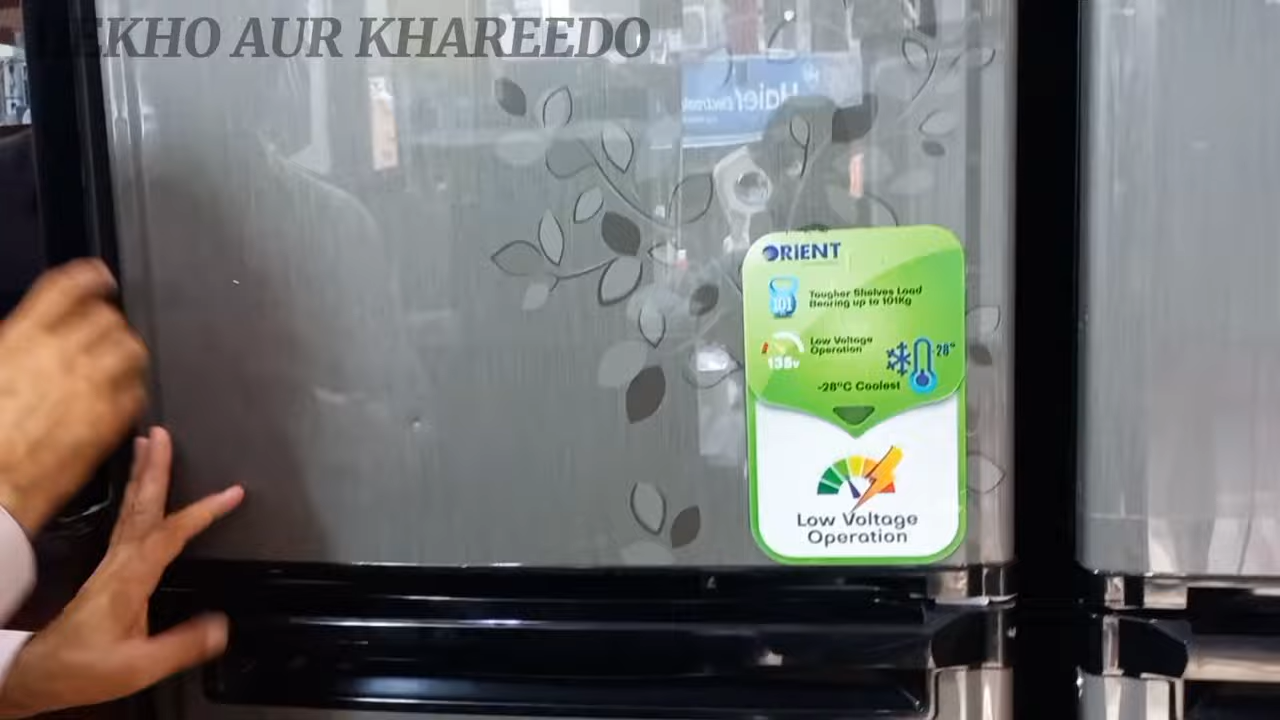 EKHO AUR KHAREEDO
Haier
ORIENT
101
Tougher Shelves Load
Bearing up to 101Kg
Low Voltage
Operation
135v
-28°
-28°C Coolest
Low Voltage
Operation